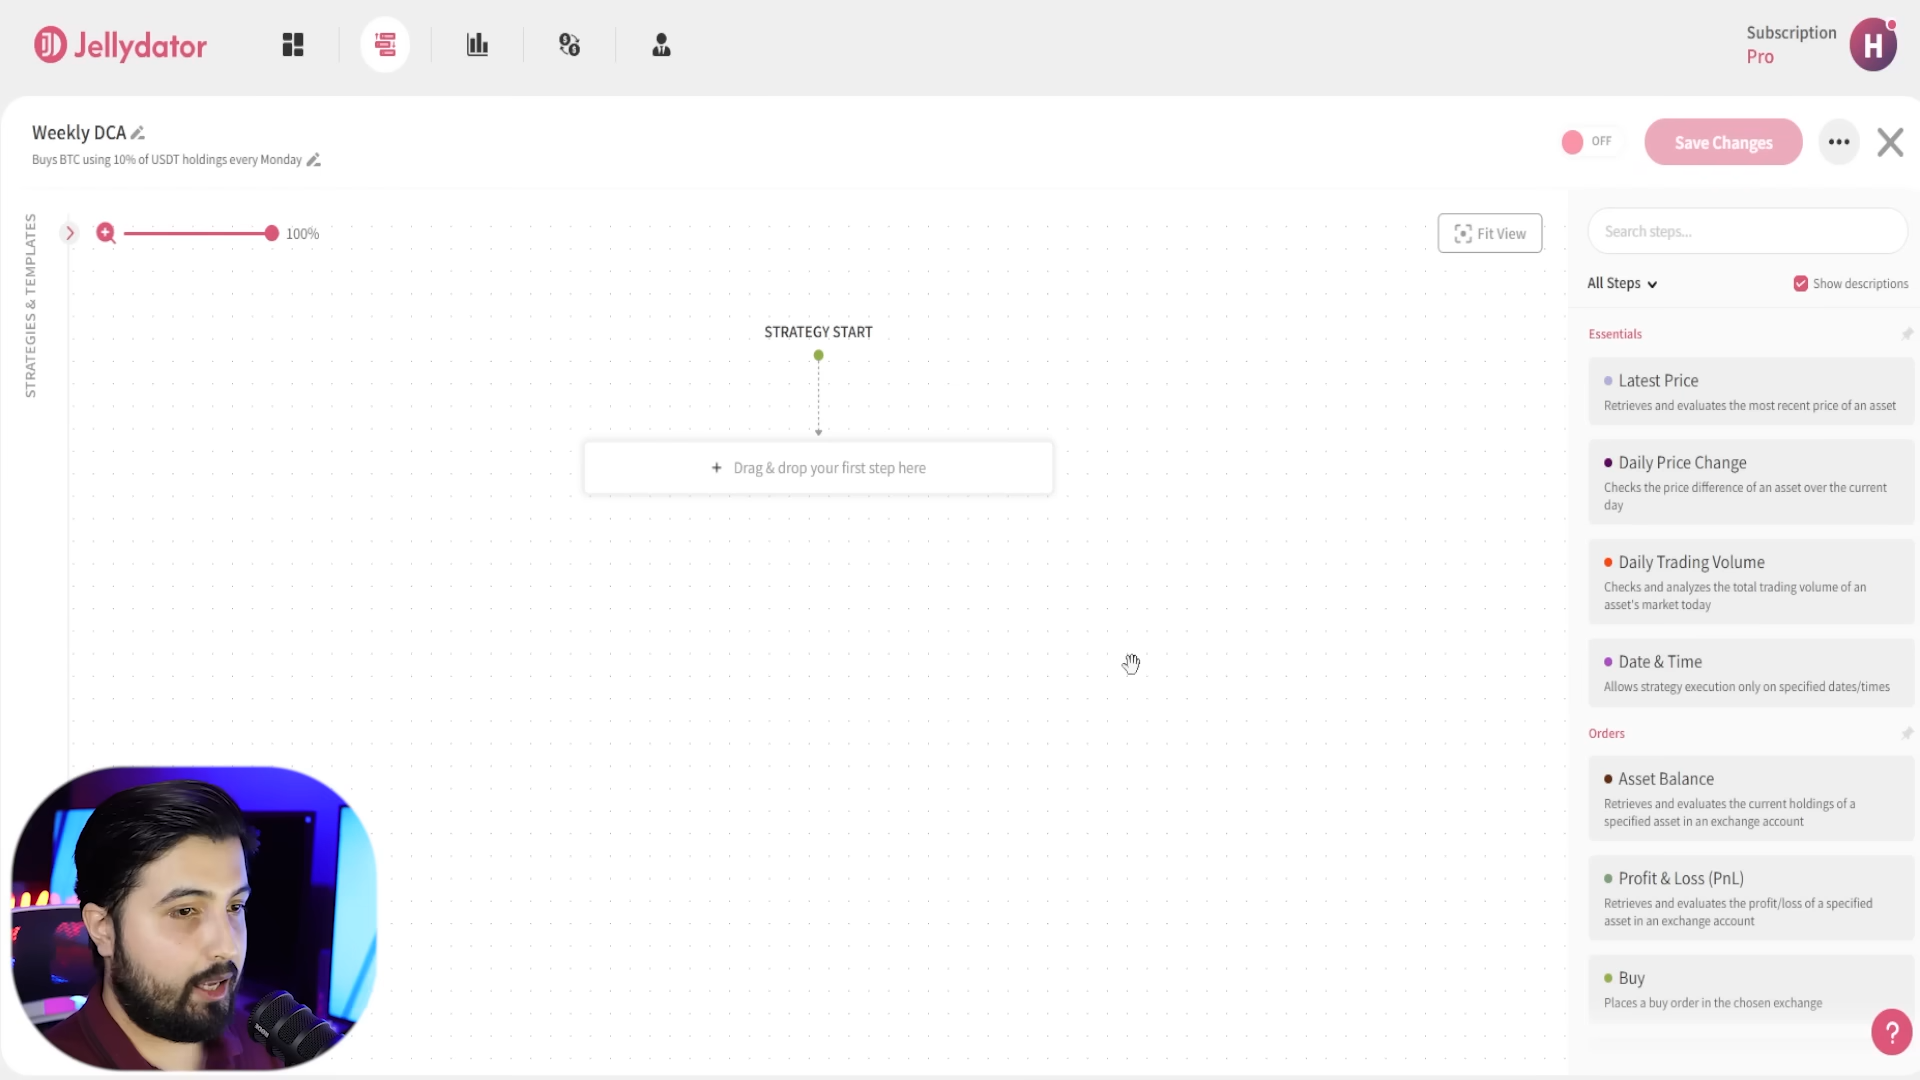 Jellydator
Subscription
Pro
H
Weekly DCA
Buys BTC using 10% of USDT holdings every Monday
OFF
Save Changes
STRATEGIES & TEMPLATES
100%
Fit View
STRATEGY START
+ Drag & drop your first step here
Search steps...
All Steps
Show descriptions
Essentials
Latest Price
Retrieves and evaluates the most recent price of an asset
Daily Price Change
Checks the price difference of an asset over the current
day
Daily Trading Volume
Checks and analyzes the total trading volume of an
asset's market today
Date & Time
Allows strategy execution only on specified dates/times
Orders
Asset Balance
Retrieves and evaluates the current holdings of a
specified asset in an exchange account
Profit & Loss (PnL)
Retrieves and evaluates the profit/loss of a specified
asset in an exchange account
Buy
Places a buy order in the chosen exchange
?